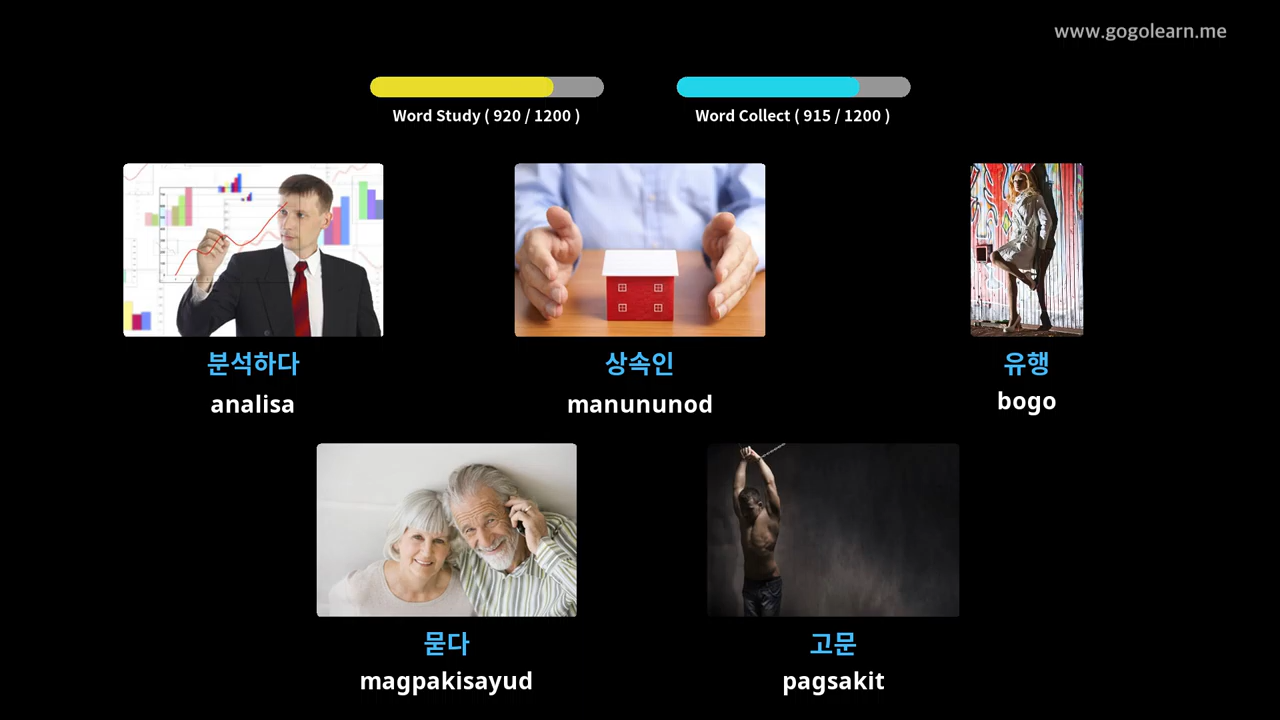 www.gogolearn.me
Word Study ( 920 / 1200 )
Word Collect ( 915 / 1200 )
분석하다
analisa
상속인
manununod
유행
bogo
묻다
magpakisayud
고문
pagsakit